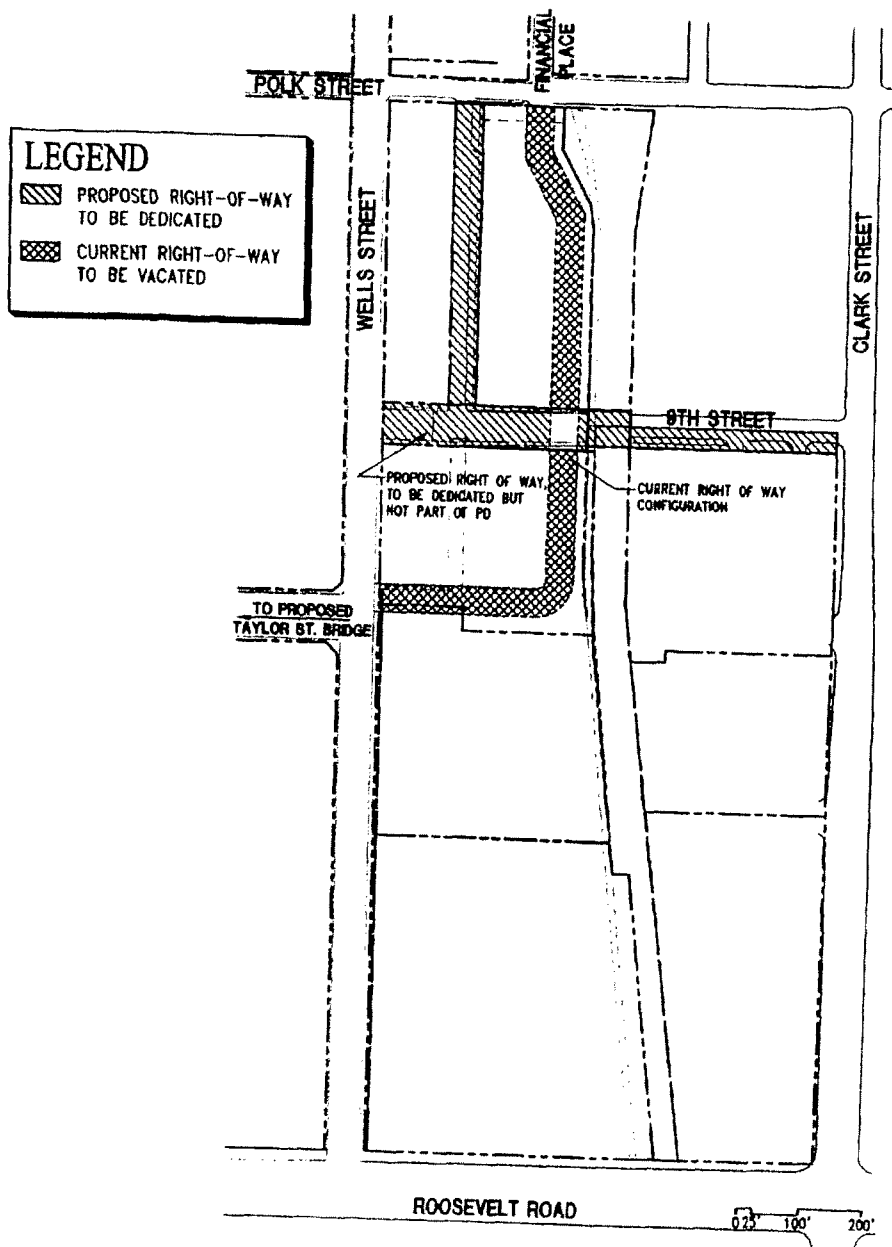 FINANCIAL
PLACE
POLK STREET
LEGEND
PROPOSED RIGHT-OF-WAY
TO BE DEDICATED
CURRENT RIGHT-OF-WAY
TO BE VACATED
WELLS STREET
CLARK STREET
9TH STREET
PROPOSED RIGHT OF WAY,
TO BE DEDICATED BUT
NOT PART OF PD
CURRENT RIGHT OF WAY
CONFIGURATION
TO PROPOSED
TAYLOR ST. BRIDGE
ROOSEVELT ROAD
0 25' 100' 200'